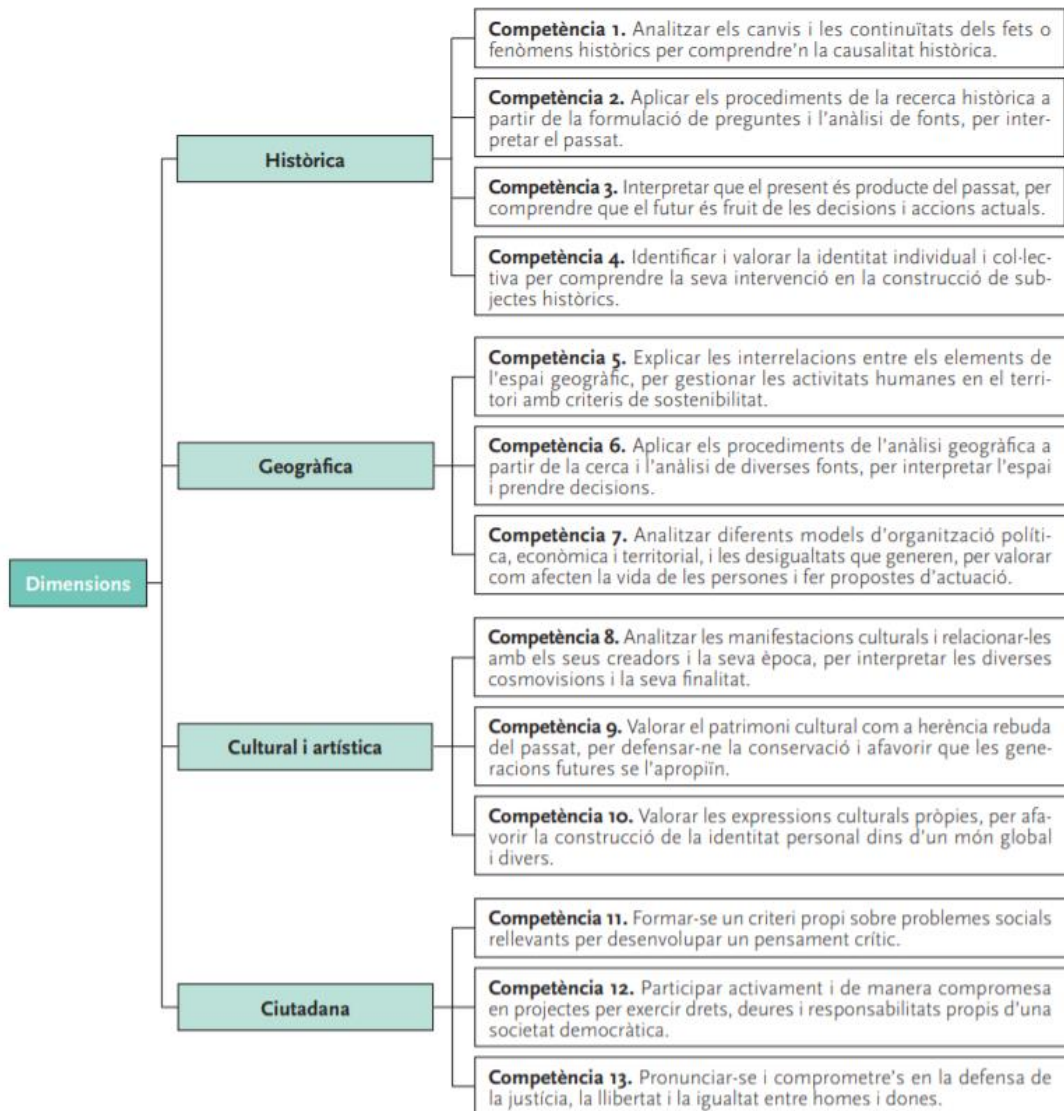 Competència 1. Analitzar els canvis i les continuïtats dels fets o
fenòmens històrics per comprendre'n la causalitat històrica.
Competència 2. Aplicar els procediments de la recerca històrica a
partir de la formulació de preguntes i l'anàlisi de fonts, per inter-
pretar el passat.
Històrica
Competència 3. Interpretar que el present és producte del passat, per
comprendre que el futur és fruit de les decisions i accions actuals.
Competència 4. Identificar i valorar la identitat individual i col·lec-
tiva per comprendre la seva intervenció en la construcció de sub-
jectes històrics.
Competència 5. Explicar les interrelacions entre els elements de
l'espai geogràfic, per gestionar les activitats humanes en el terri-
tori amb criteris de sostenibilitat.
Geogràfica
Competència 6. Aplicar els procediments de l'anàlisi geogràfica a
partir de la cerca i l'anàlisi de diverses fonts, per interpretar l'espai
i prendre decisions.
Competència 7. Analitzar diferents models d'organització políti-
ca, econòmica i territorial, i les desigualtats que generen, per valorar
com afecten la vida de les persones i fer propostes d'actuació.
Dimensions
Competència 8. Analitzar les manifestacions culturals i relacionar-les
amb els seus creadors i la seva època, per interpretar les diverses
cosmovisions i la seva finalitat.
Cultural i artística
Competència 9. Valorar el patrimoni cultural com a herència rebuda
del passat, per defensar-ne la conservació i afavorir que les gene-
racions futures se l'apropiïn.
Competència 10. Valorar les expressions culturals pròpies, per afa-
vorir la construcció de la identitat personal dins d'un món global
i divers.
Competència 11. Formar-se un criteri propi sobre problemes socials
rellevants per desenvolupar un pensament crític.
Ciutadana
Competència 12. Participar activament i de manera compromesa
en projectes per exercir drets, deures i responsabilitats propis d'una
societat democràtica.
Competència 13. Pronunciar-se i comprometre's en la defensa de
la justícia, la llibertat i la igualtat entre homes i dones.